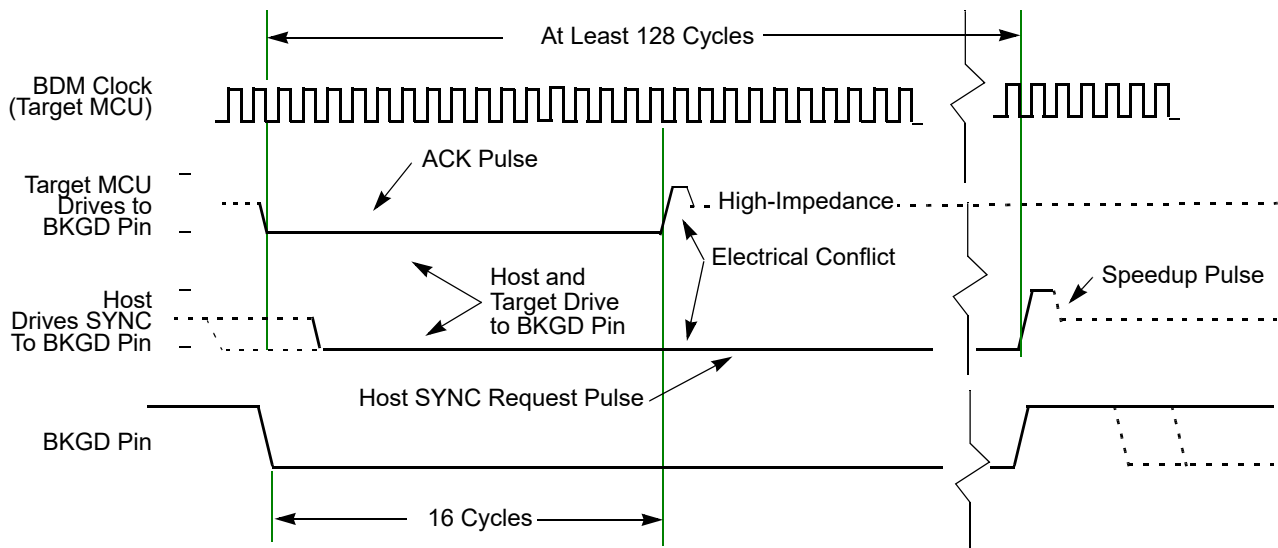 At Least 128 Cycles
BDM Clock
(Target MCU)
ACK Pulse
Target MCU
Drives to
BKGD Pin
High-Impedance
Electrical Conflict
Host and
Target Drive
to BKGD Pin
Speedup Pulse
Host
Drives SYNC
To BKGD Pin
Host SYNC Request Pulse
BKGD Pin
16 Cycles